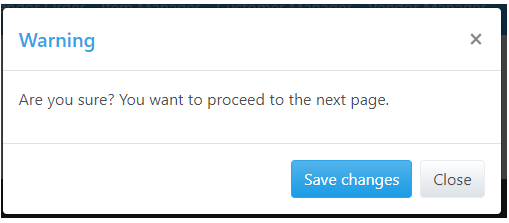 Warning
×
Are you sure? You want to proceed to the next page.
Save changes
Close